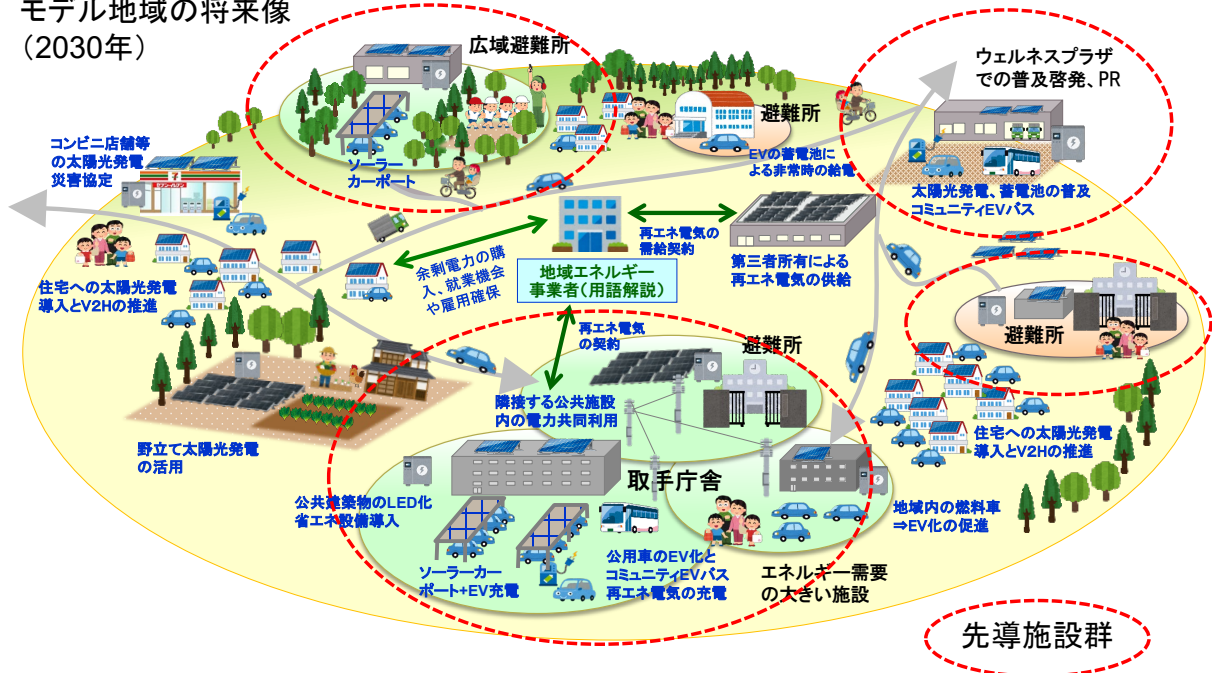 モデル地域の将来像
（2030年）
広域避難所
ソーラー
カーポート
避難所
EVの蓄電池に
よる非常時の給電
ウェルネスプラザ
での普及啓発、PR
太陽光発電、蓄電池の普及
コミュニティEVバス
コンビニ店舗等
の太陽光発電
災害協定
住宅への太陽光発電
導入とV2Hの推進
余剰電力の購
入、就業機会
や雇用確保
地域エネルギー
事業者（用語解説）
再エネ電気の
需給契約
第三者所有による
再エネ電気の供給
避難所
再エネ電気
の契約
避難所
隣接する公共施設
内の電力共同利用
野立て太陽光発電
の活用
住宅への太陽光発電
導入とV2Hの推進
取手庁舎
公共建築物のLED化
省エネ設備導入
ソーラーカー
ポート+EV充電
公用車のEV化と
コミュニティEVバス
再エネ電気の充電
エネルギー需要
の大きい施設
地域内の燃料車
⇒EV化の促進
先導施設群